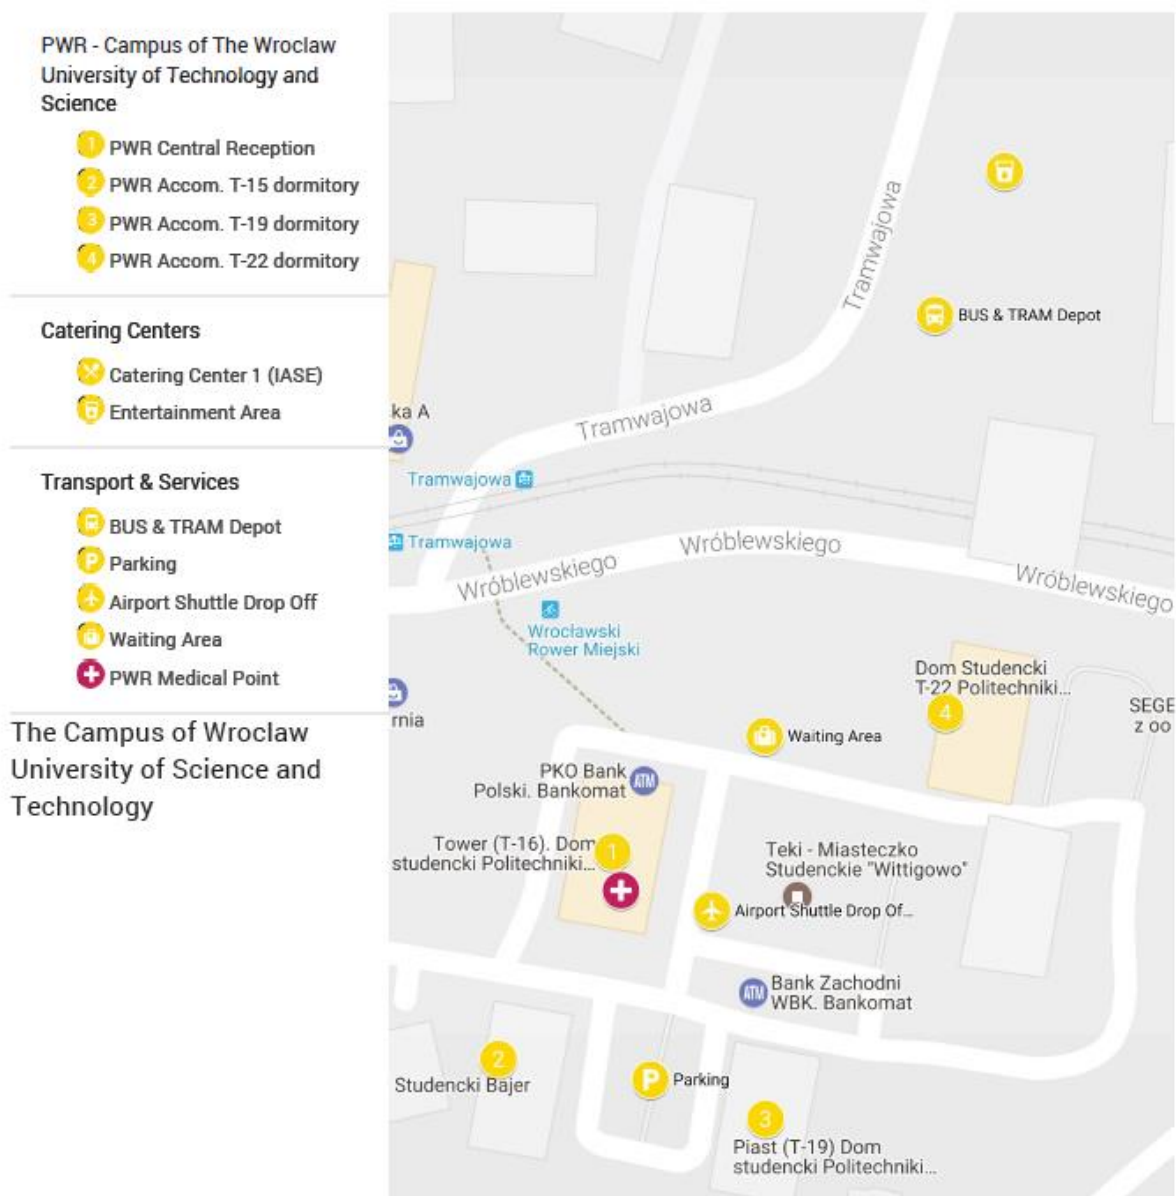 PWR - Campus of The Wroclaw
University of Technology and
Science
1 PWR Central Reception
2 PWR Accom. T-15 dormitory
3 PWR Accom. T-19 dormitory
4 PWR Accom. T-22 dormitory
Catering Centers
Catering Center 1 (IASE)
Entertainment Area
Transport & Services
BUS & TRAM Depot
P Parking
Airport Shuttle Drop Off
Waiting Area
PWR Medical Point
The Campus of Wroclaw
University of Science and
Technology
Tramwajowa
BUS & TRAM Depot
ka A
Tramwajowa
Tramwajowa
Tramwajowa
Wróblewskiego
Wróblewskiego
Wróblewskiego
Wrocławski
Rower Miejski
Dom Studencki
T-22 Politechniki...
4
rnia
SEGE
z oo
Waiting Area
PKO Bank
Polski. Bankomat
ATM
Tower (T-16). Dom
studencki Politechniki...
1
Teki - Miasteczko
Studenckie "Wittigowo"
Airport Shuttle Drop Of...
ATM
Bank Zachodni
WBK. Bankomat
2
Studencki Bajer
P Parking
3
Piast (T-19) Dom
studencki Politechniki...